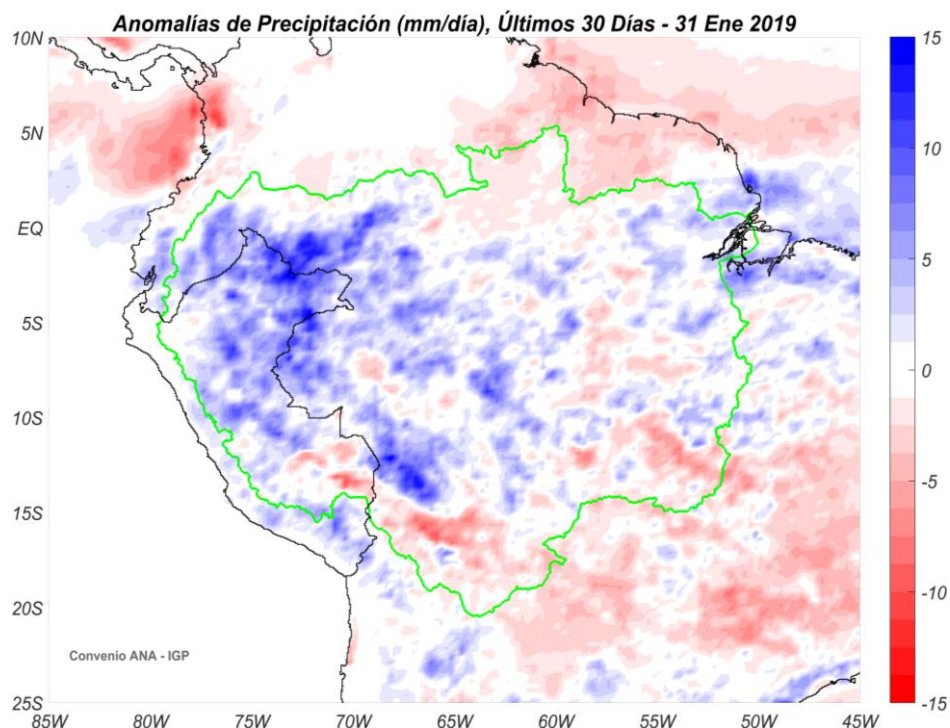 Anomalías de Precipitación (mm/día), Últimos 30 Días - 31 Ene 2019
10N
5N
EQ
5S
10S
15S
20S
25S
85W 80W 75W 70W 65W 60W 55W 50W 45W
15
10
5
0
-5
-10
-15
Convenio ANA - IGP